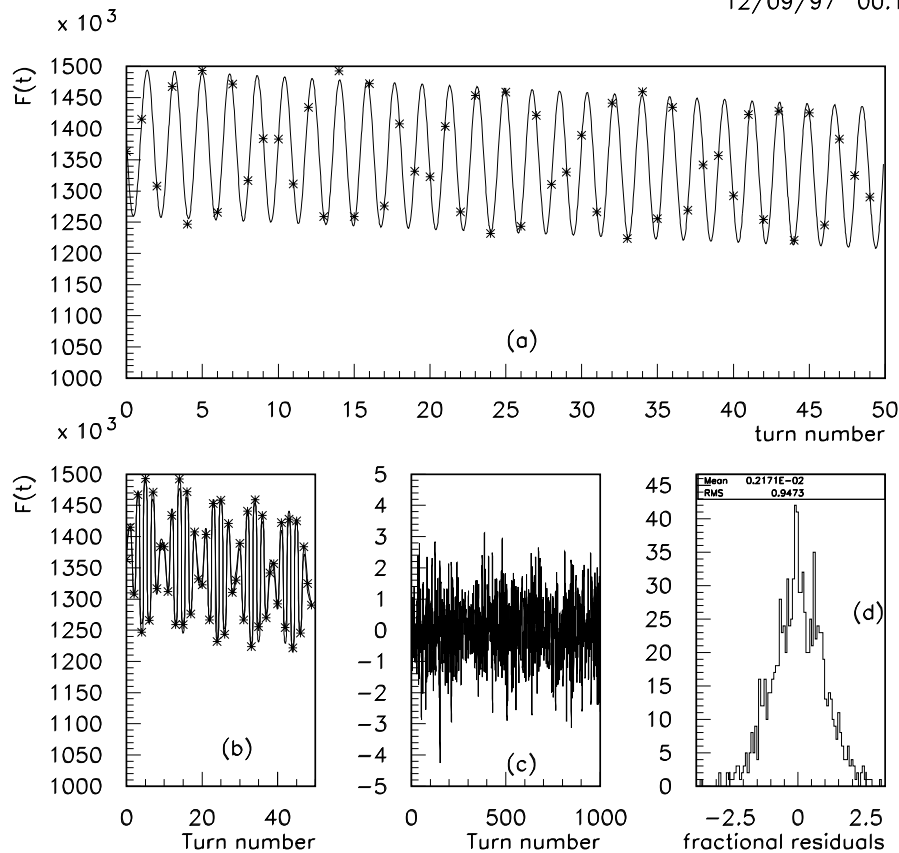 12/09/97 00.1
× 10³
F(t)
1500
1450
1400
1350
1300
1250
1200
1150
1100
1050
1000
(a)
0 5 10 15 20 25 30 35 40 45 50
turn number
× 10³
F(t)
1500
1450
1400
1350
1300
1250
1200
1150
1100
1050
1000
(b)
0 20 40
Turn number
5
4
3
2
1
0
−1
−2
−3
−4
−5
(c)
0 500 1000
Turn number
Mean 0.2171E-02
RMS 0.9473
45
40
35
30
25
20
15
10
5
0
(d)
−2.5 0 2.5
fractional residuals